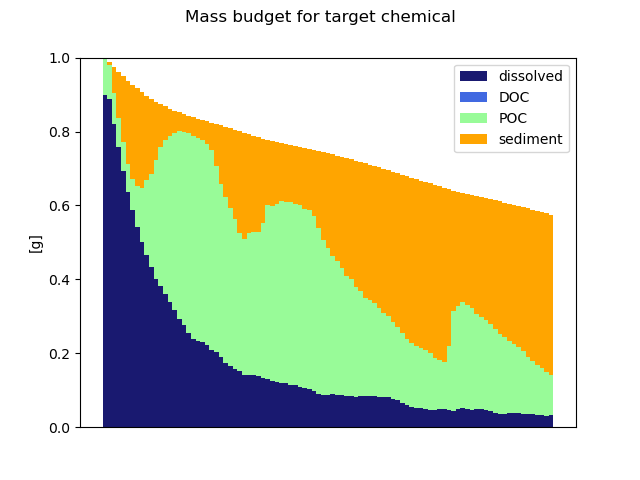 Mass budget for target chemical
1.0
0.8
0.6
0.4
0.2
0.0
[g]
dissolved
DOC
POC
sediment